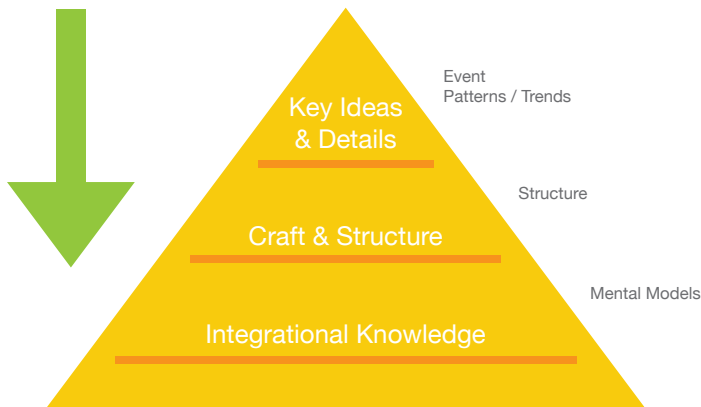 Event
Patterns / Trends
Key Ideas
& Details
Structure
Craft & Structure
Mental Models
Integrational Knowledge